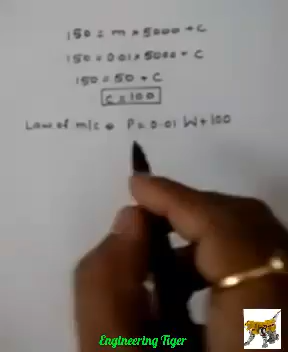 150 = m × 5000 + C
150 = 0.01 × 5000 + C
150 = 50 + C
C = 100
Law of m/c P = 0.01 W + 100
Engineering Tiger